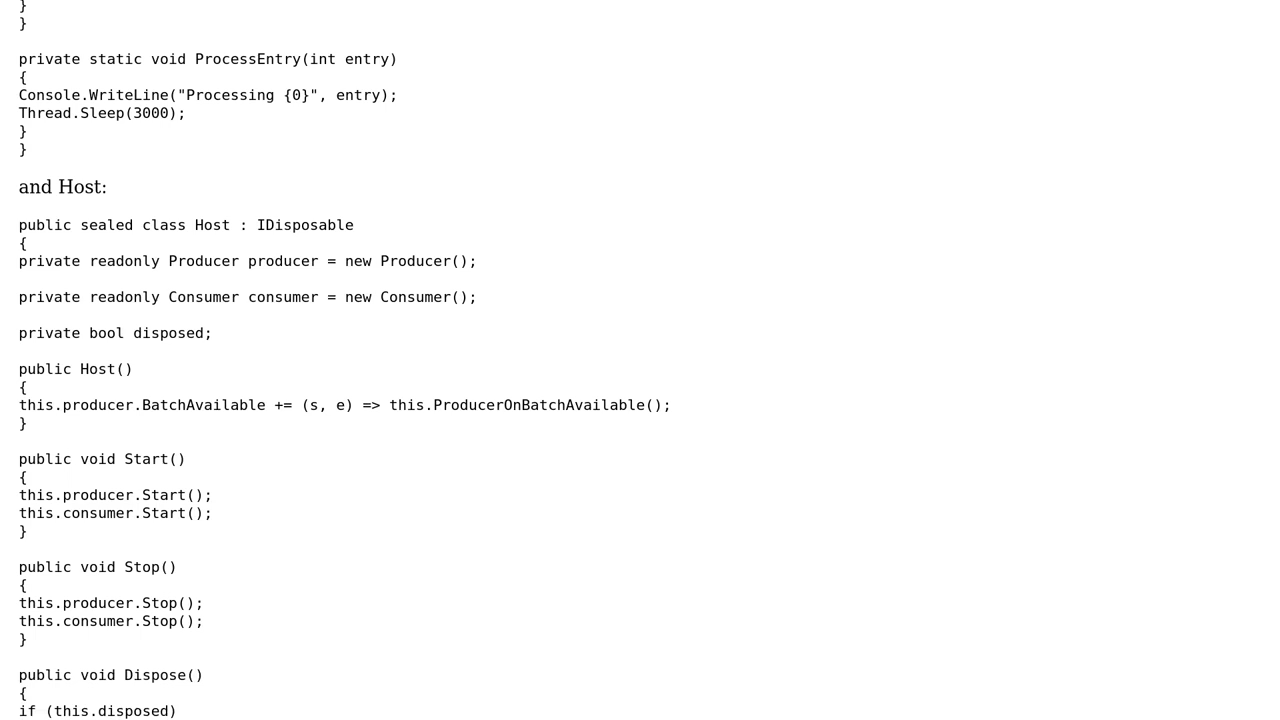 }
}
private static void ProcessEntry(int entry)
{
Console.WriteLine("Processing {0}", entry);
Thread.Sleep(3000);
}
}
and Host:
public sealed class Host : IDisposable
{
private readonly Producer producer = new Producer();
private readonly Consumer consumer = new Consumer();
private bool disposed;
public Host()
{
this.producer.BatchAvailable += (s, e) => this.ProducerOnBatchAvailable();
}
public void Start()
{
this.producer.Start();
this.consumer.Start();
}
public void Stop()
{
this.producer.Stop();
this.consumer.Stop();
}
public void Dispose()
{
if (this.disposed)